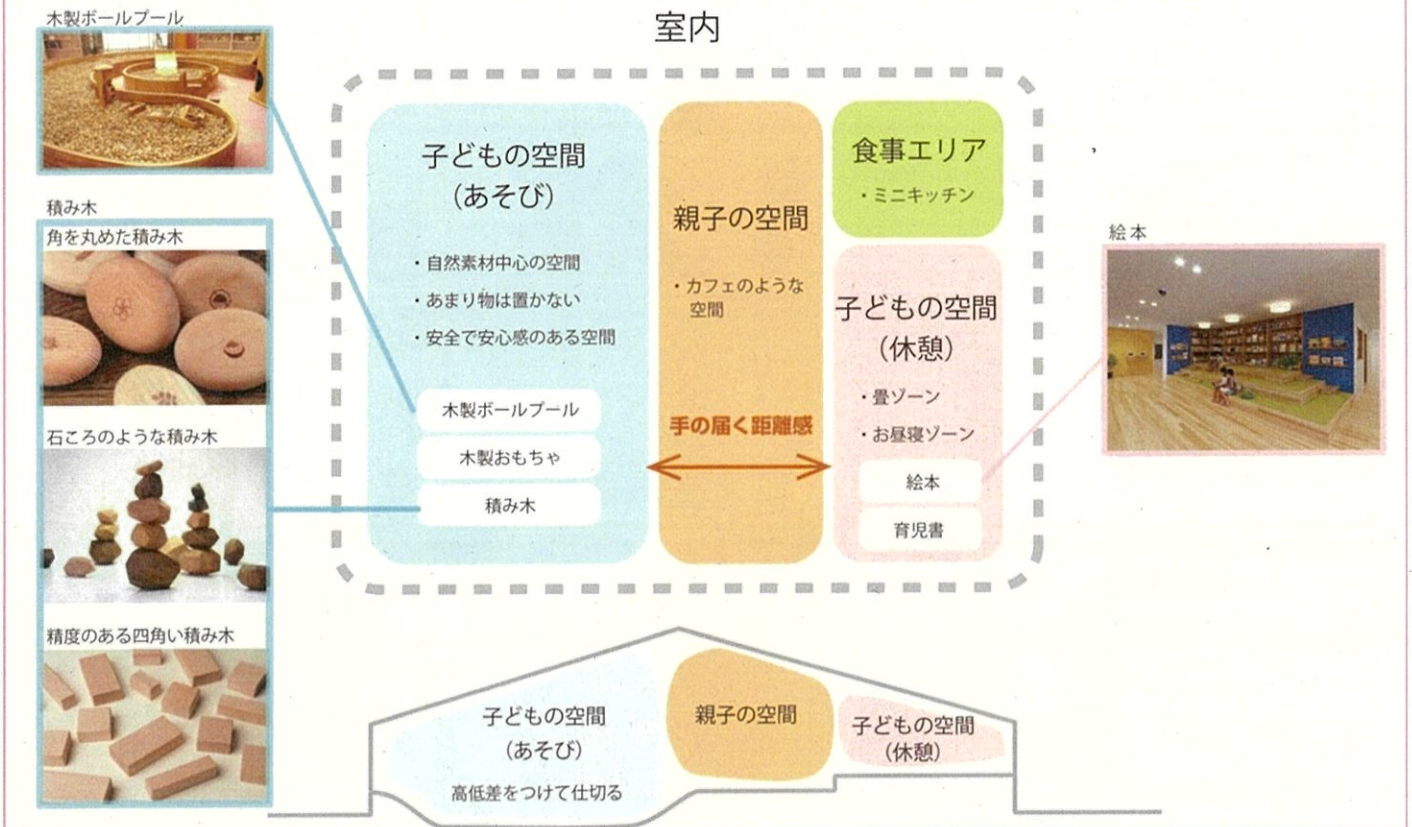 室内
木製ボールプール
積み木
角を丸めた積み木
石ころのような積み木
精度のある四角い積み木
子どもの空間
（あそび）
・自然素材中心の空間
・あまり物は置かない
・安全で安心感のある空間
木製ボールプール
木製おもちゃ
積み木
親子の空間
・カフェのような
空間
手の届く距離感
食事エリア
・ミニキッチン
子どもの空間
（休憩）
・畳ゾーン
・お昼寝ゾーン
絵本
育児書
絵本
子どもの空間
（あそび）
高低差をつけて仕切る
親子の空間
子どもの空間
（休憩）